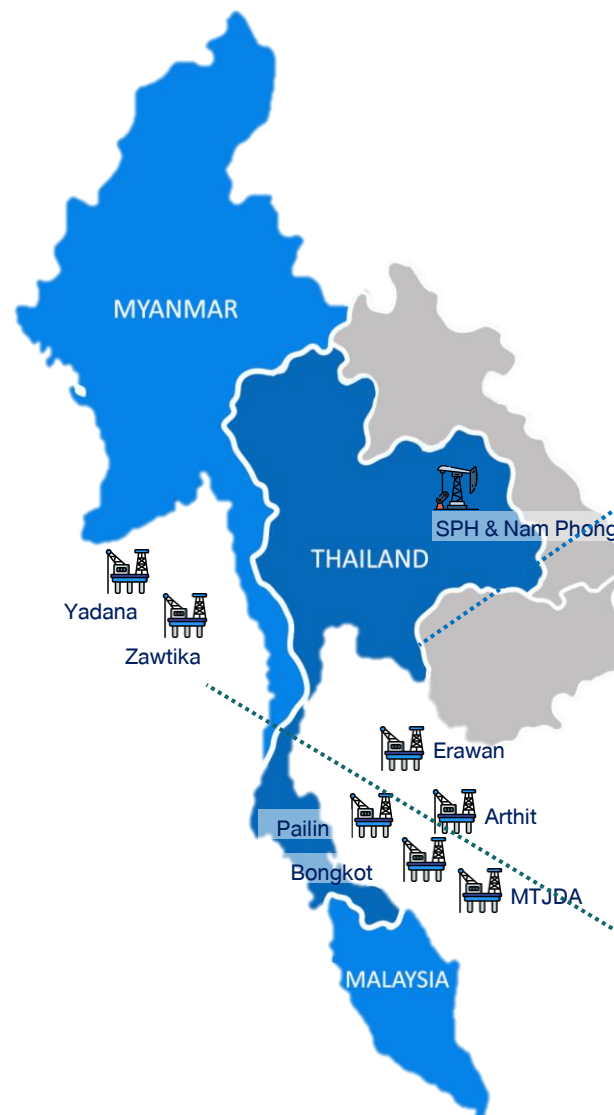 MYANMAR
SPH & Nam Phong
THAILAND
Yadana
Zawtika
Erawan
Arthit
Pailin
Bongkot
MTJDA
MALAYSIA